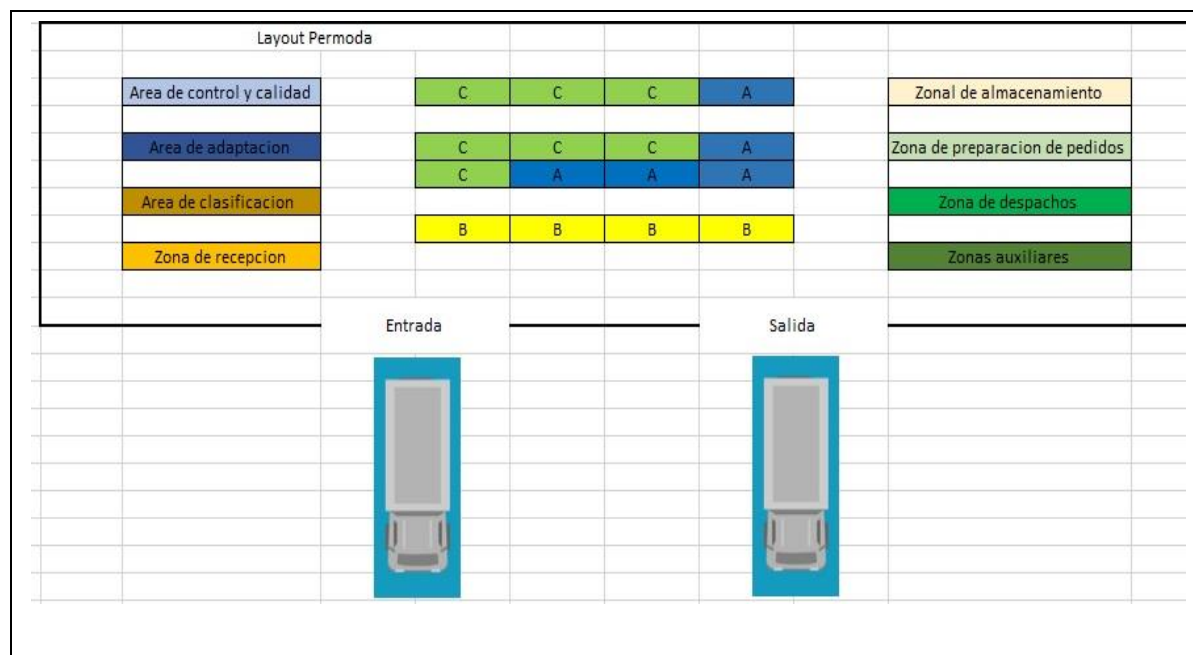 Layout Permoda
Area de control y calidad C C C A Zonal de almacenamiento
Area de adaptacion C C C A Zona de preparacion de pedidos
C A A A
Area de clasificacion Zona de despachos
B B B B
Zona de recepcion Zonas auxiliares
Entrada Salida